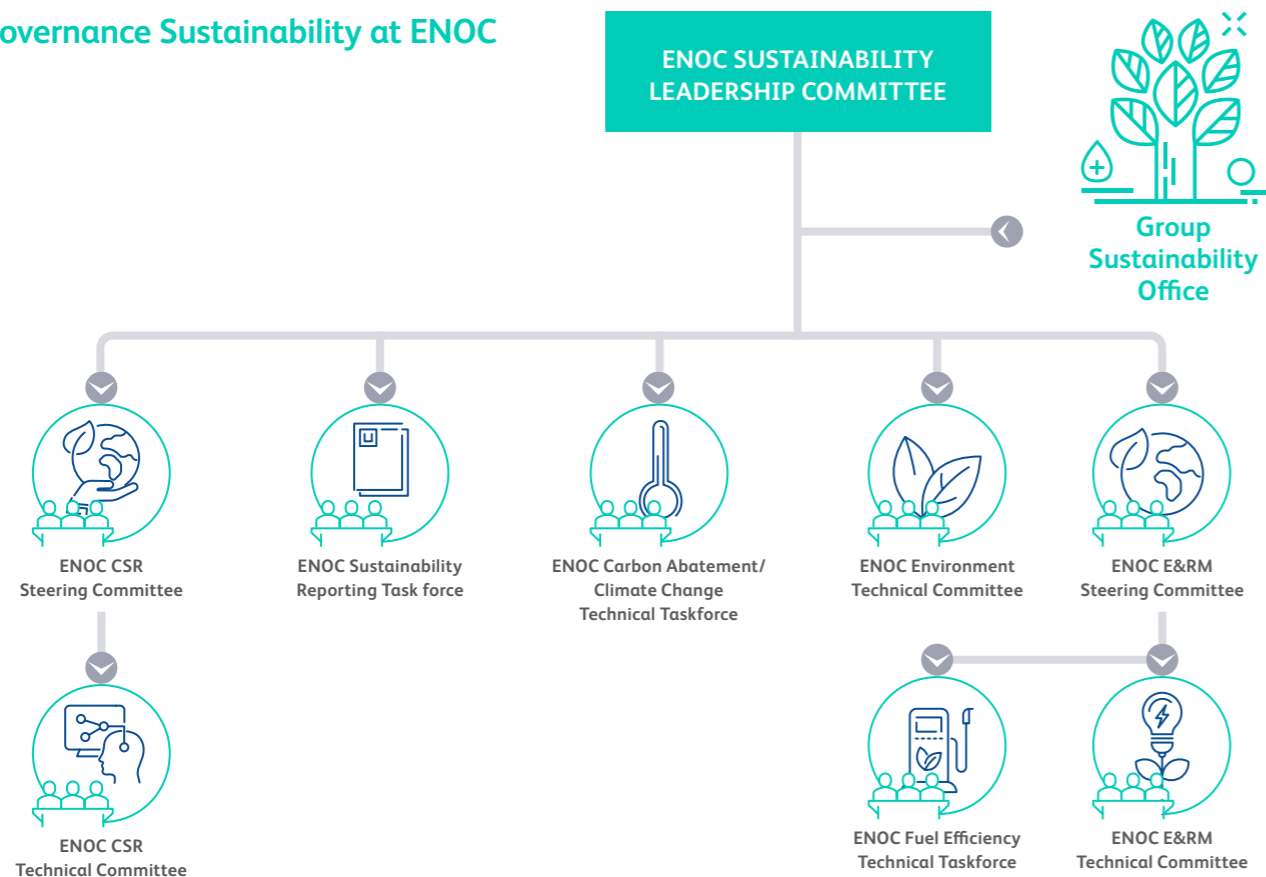 overnance Sustainability at ENOC
ENOC SUSTAINABILITY
LEADERSHIP COMMITTEE
Group
Sustainability
Office
ENOC CSR
Steering Committee
ENOC Sustainability
Reporting Task force
ENOC Carbon Abatement/
Climate Change
Technical Taskforce
ENOC Environment
Technical Committee
ENOC E&RM
Steering Committee
ENOC CSR
Technical Committee
ENOC Fuel Efficiency
Technical Taskforce
ENOC E&RM
Technical Committee